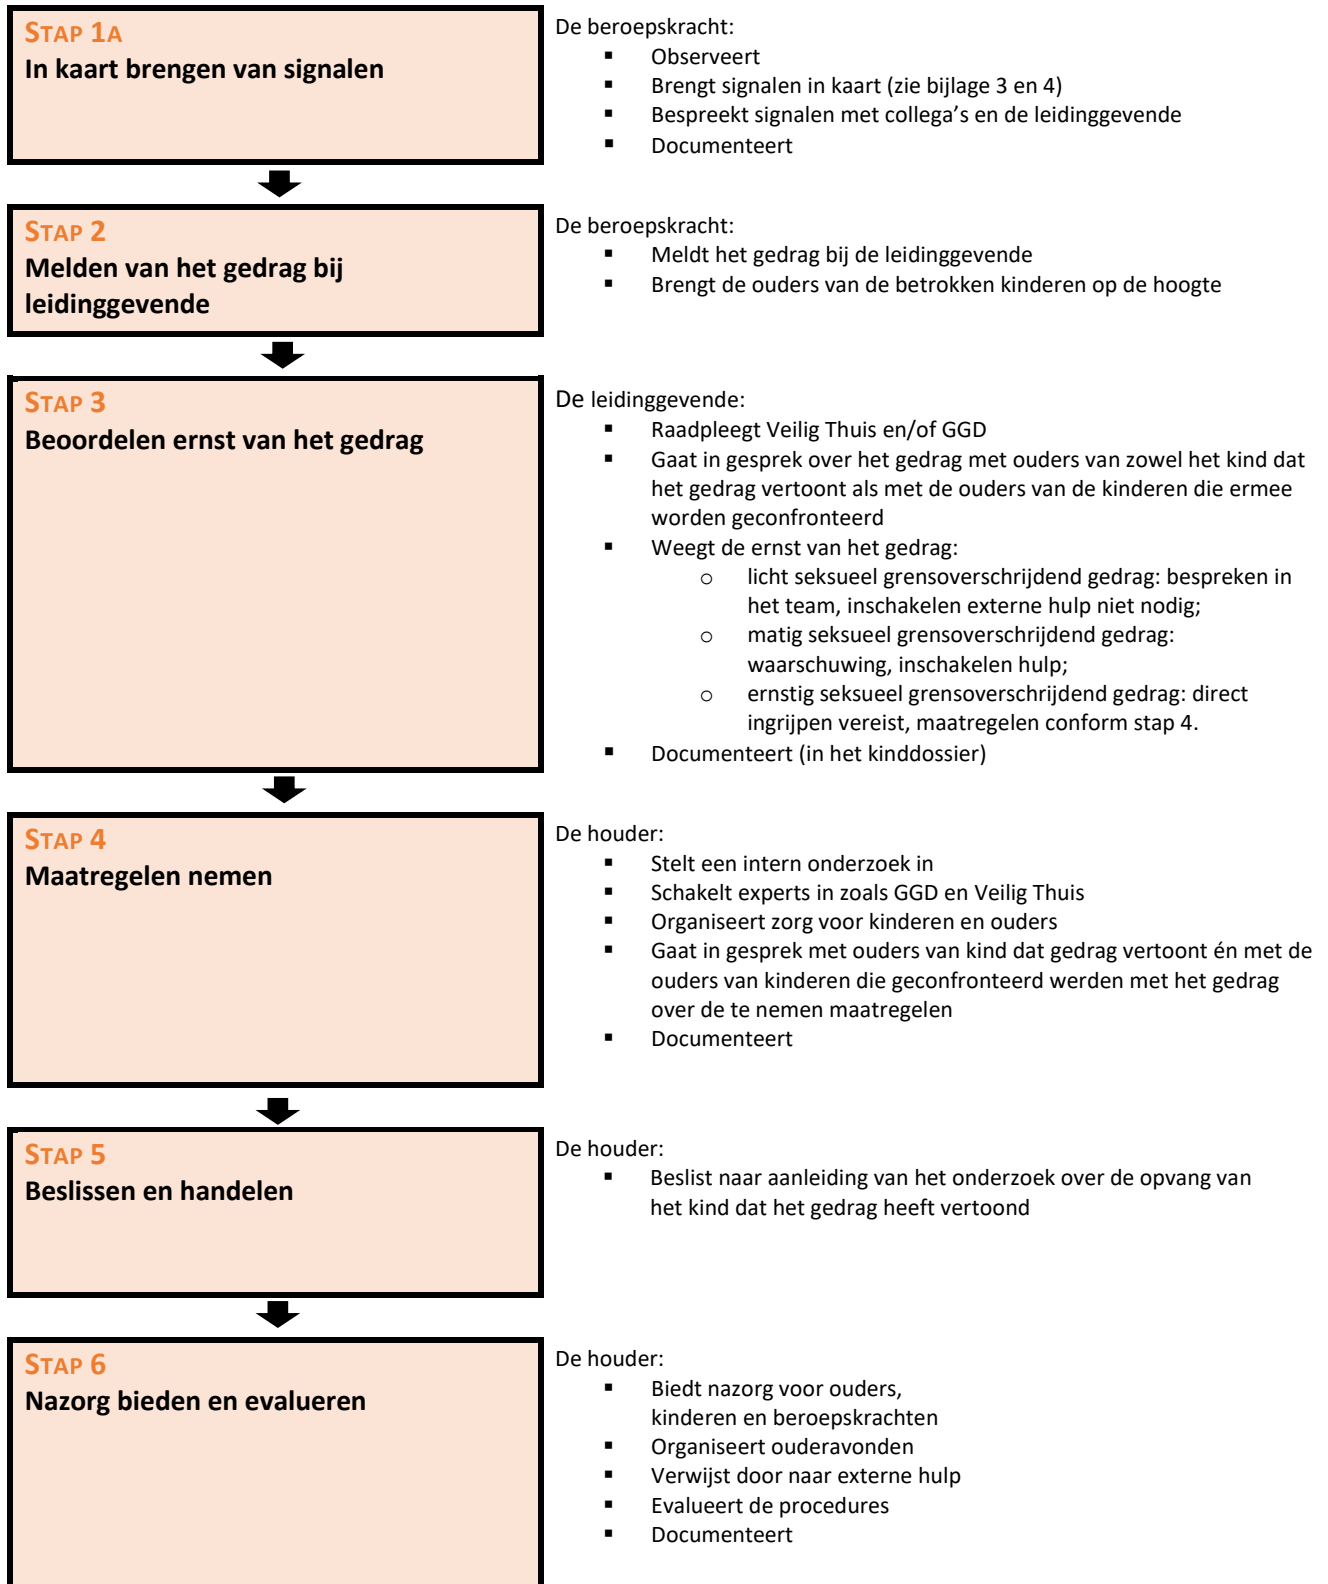 STAP 1A
In kaart brengen van signalen
De beroepskracht:
▪ Observeert
▪ Brengt signalen in kaart (zie bijlage 3 en 4)
▪ Bespreekt signalen met collega’s en de leidinggevende
▪ Documenteert
STAP 2
Melden van het gedrag bij
leidinggevende
De beroepskracht:
▪ Meldt het gedrag bij de leidinggevende
▪ Brengt de ouders van de betrokken kinderen op de hoogte
STAP 3
Beoordelen ernst van het gedrag
De leidinggevende:
▪ Raadpleegt Veilig Thuis en/of GGD
▪ Gaat in gesprek over het gedrag met ouders van zowel het kind dat
het gedrag vertoont als met de ouders van de kinderen die ermee
worden geconfronteerd
▪ Weegt de ernst van het gedrag:
o licht seksueel grensoverschrijdend gedrag: bespreken in
het team, inschakelen externe hulp niet nodig;
o matig seksueel grensoverschrijdend gedrag:
waarschuwing, inschakelen hulp;
o ernstig seksueel grensoverschrijdend gedrag: direct
ingrijpen vereist, maatregelen conform stap 4.
▪ Documenteert (in het kinddossier)
STAP 4
Maatregelen nemen
De houder:
▪ Stelt een intern onderzoek in
▪ Schakelt experts in zoals GGD en Veilig Thuis
▪ Organiseert zorg voor kinderen en ouders
▪ Gaat in gesprek met ouders van kind dat gedrag vertoont én met de
ouders van kinderen die geconfronteerd werden met het gedrag
over de te nemen maatregelen
▪ Documenteert
STAP 5
Beslissen en handelen
De houder:
▪ Beslist naar aanleiding van het onderzoek over de opvang van
het kind dat het gedrag heeft vertoond
STAP 6
Nazorg bieden en evalueren
De houder:
▪ Biedt nazorg voor ouders,
kinderen en beroepskrachten
▪ Organiseert ouderavonden
▪ Verwijst door naar externe hulp
▪ Evalueert de procedures
▪ Documenteert